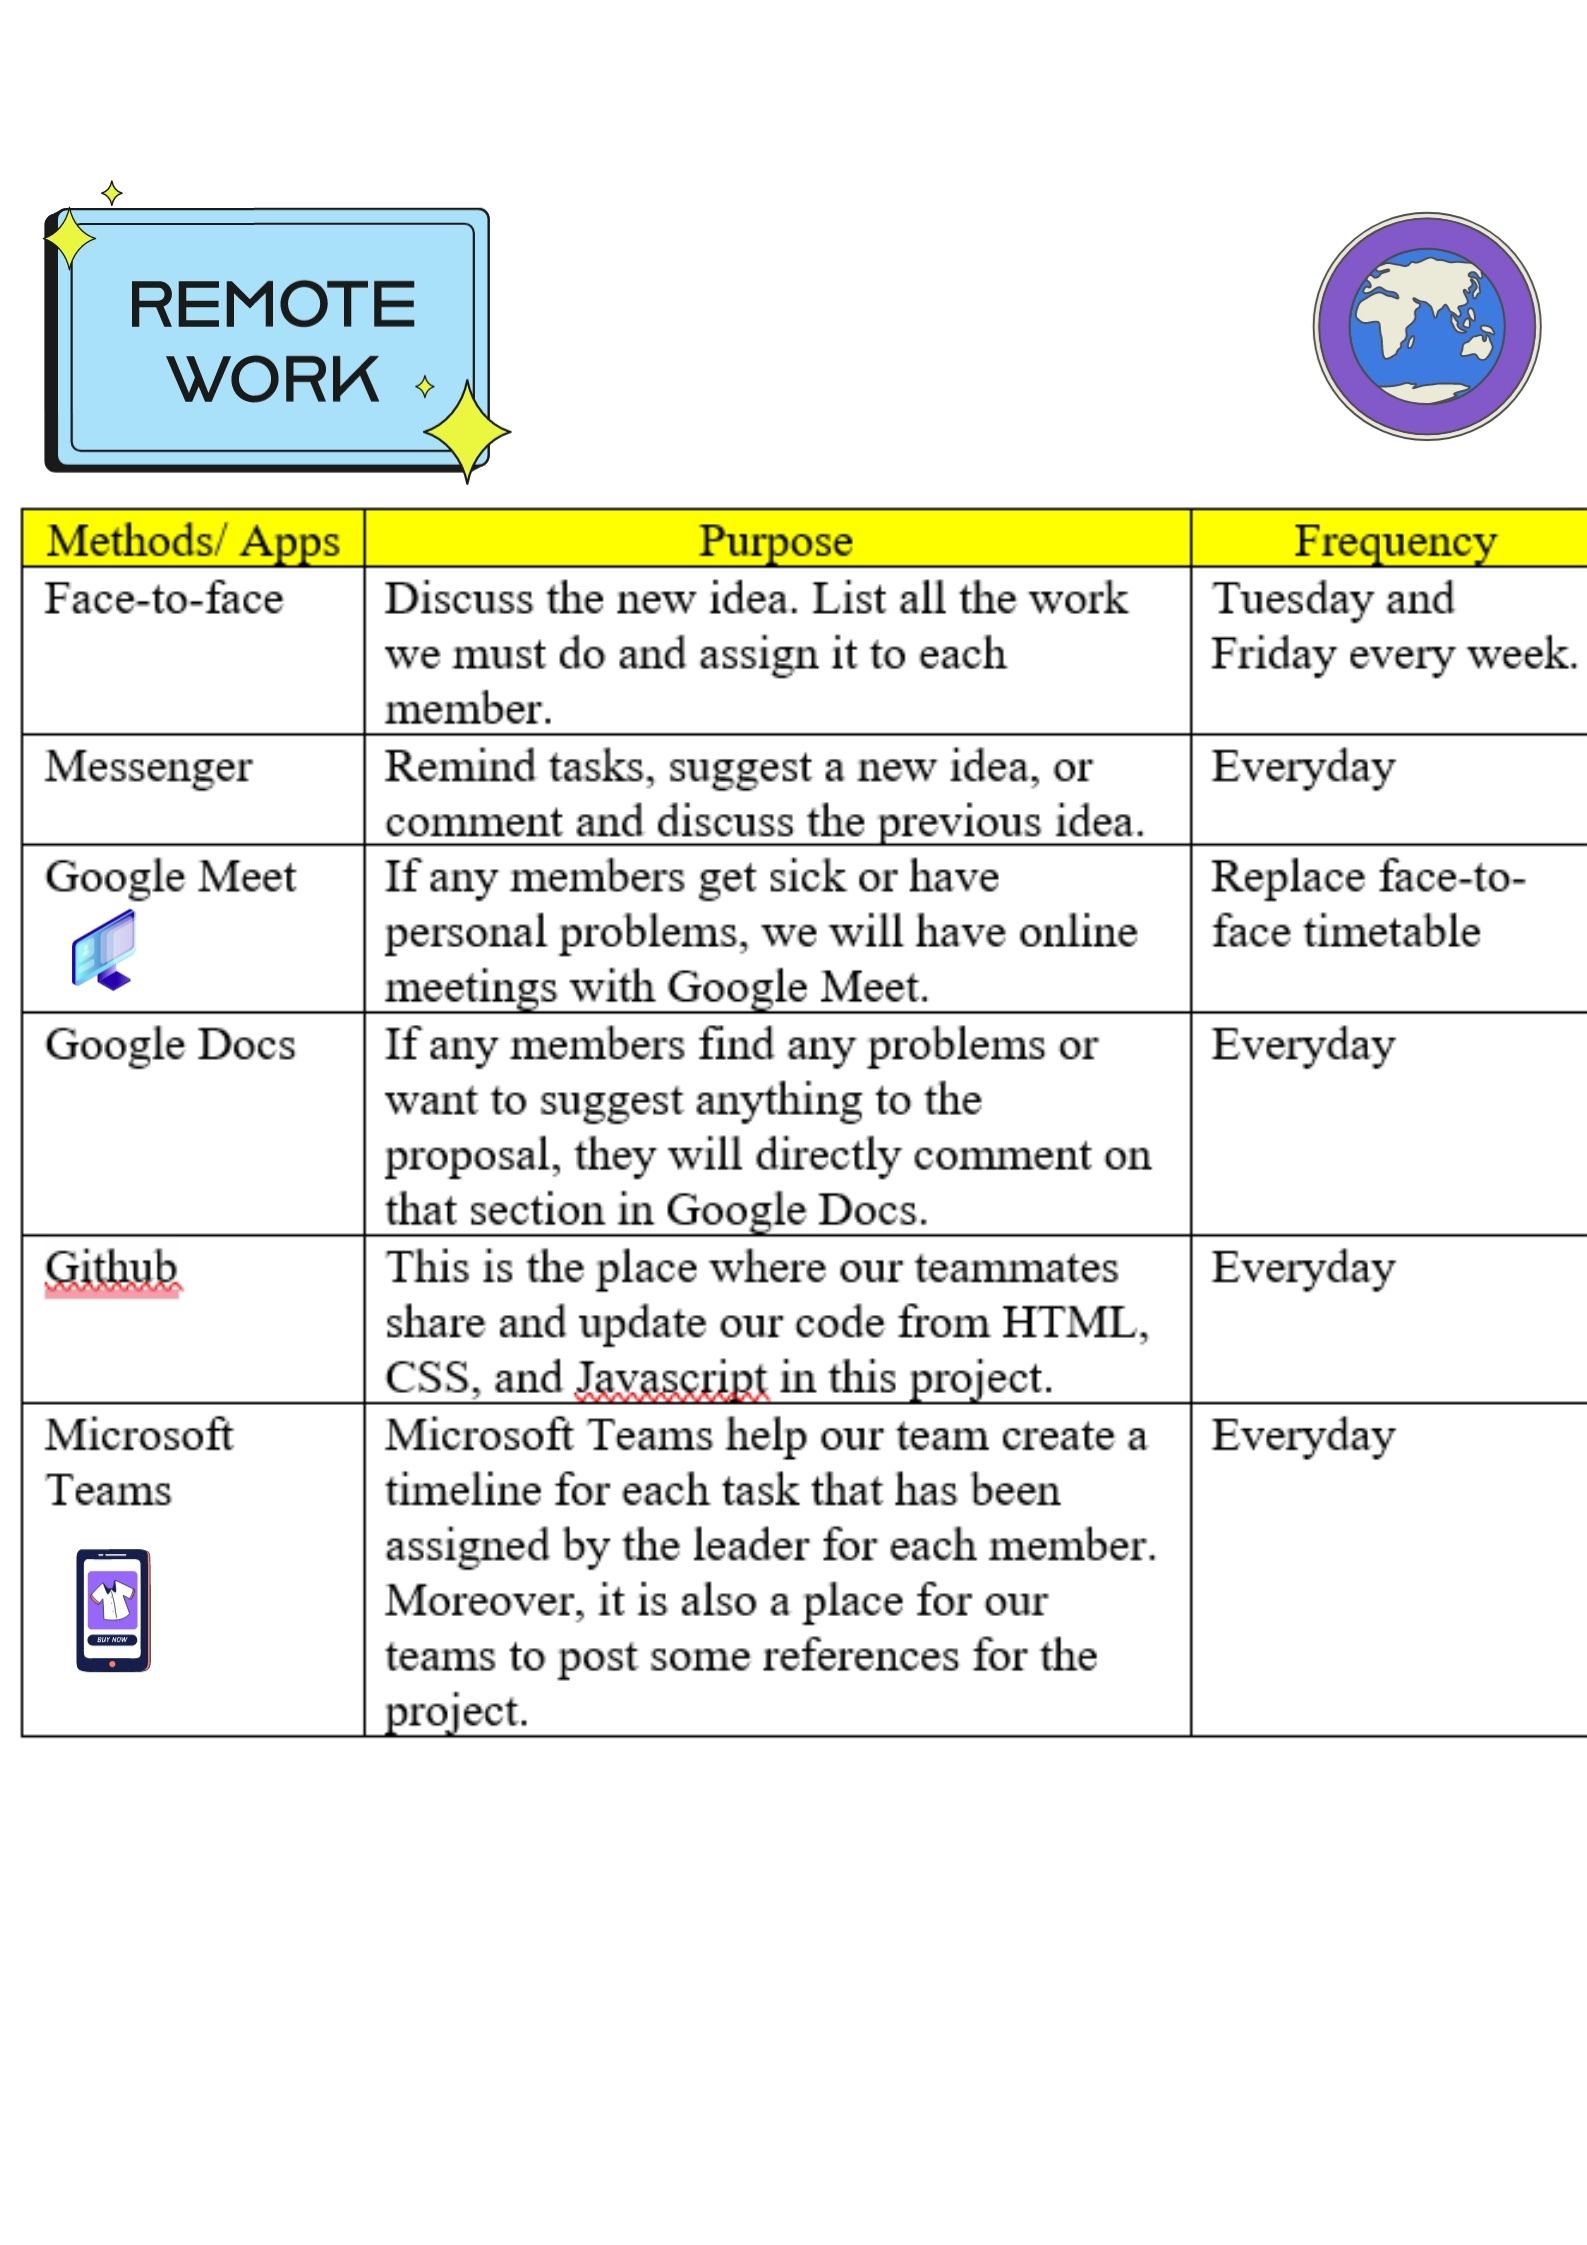 REMOTE
WORK
Methods/ Apps
Purpose
Frequency
Face-to-face
Discuss the new idea. List all the work
we must do and assign it to each
member.
Tuesday and
Friday every week.
Messenger
Remind tasks, suggest a new idea, or
comment and discuss the previous idea.
Everyday
Google Meet
If any members get sick or have
personal problems, we will have online
meetings with Google Meet.
Replace face-to-
face timetable
Google Docs
If any members find any problems or
want to suggest anything to the
proposal, they will directly comment on
that section in Google Docs.
Everyday
Github
This is the place where our teammates
share and update our code from HTML,
CSS, and Javascript in this project.
Everyday
Microsoft
Teams
BUY NOW
Microsoft Teams help our team create a
timeline for each task that has been
assigned by the leader for each member.
Moreover, it is also a place for our
teams to post some references for the
project.
Everyday